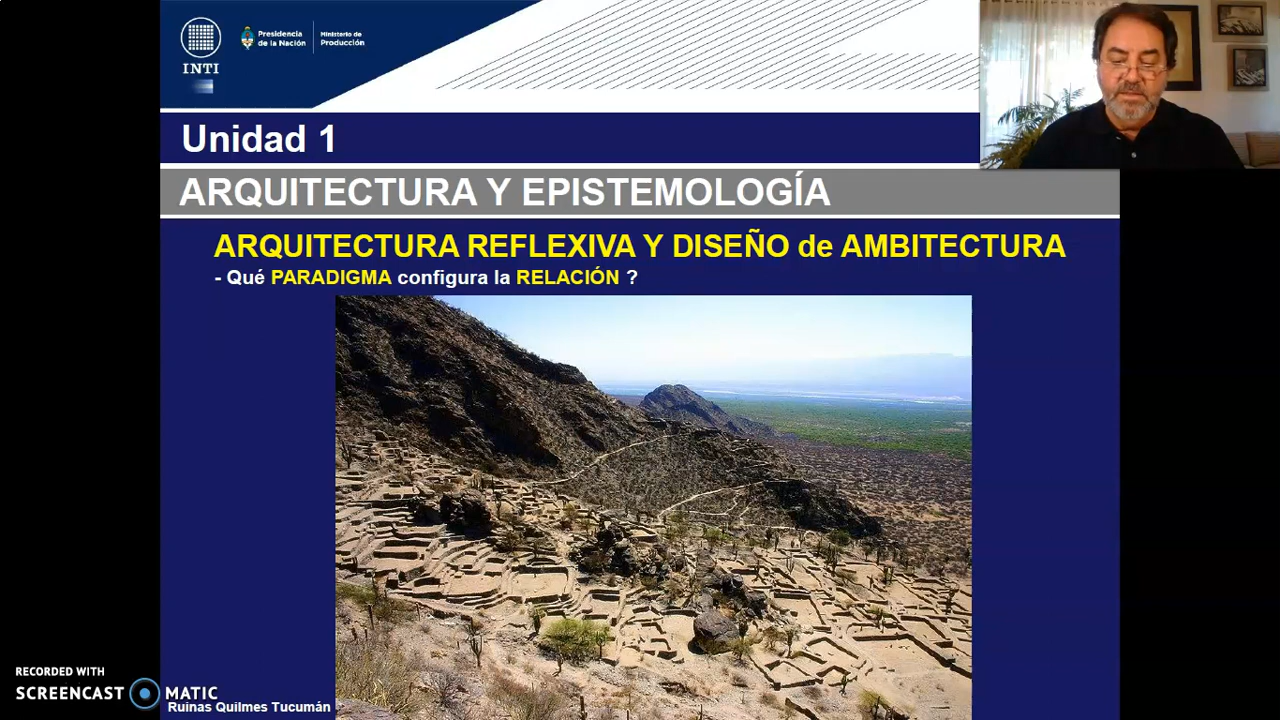 INTI
Presidencia
de la Nación
Ministerio de
Producción
Unidad 1
ARQUITECTURA Y EPISTEMOLOGÍA
ARQUITECTURA REFLEXIVA Y DISEÑO de AMBITECTURA
- Qué PARADIGMA configura la RELACIÓN ?
RECORDED WITH
SCREENCAST MATIC
Ruinas Quilmes Tucumán